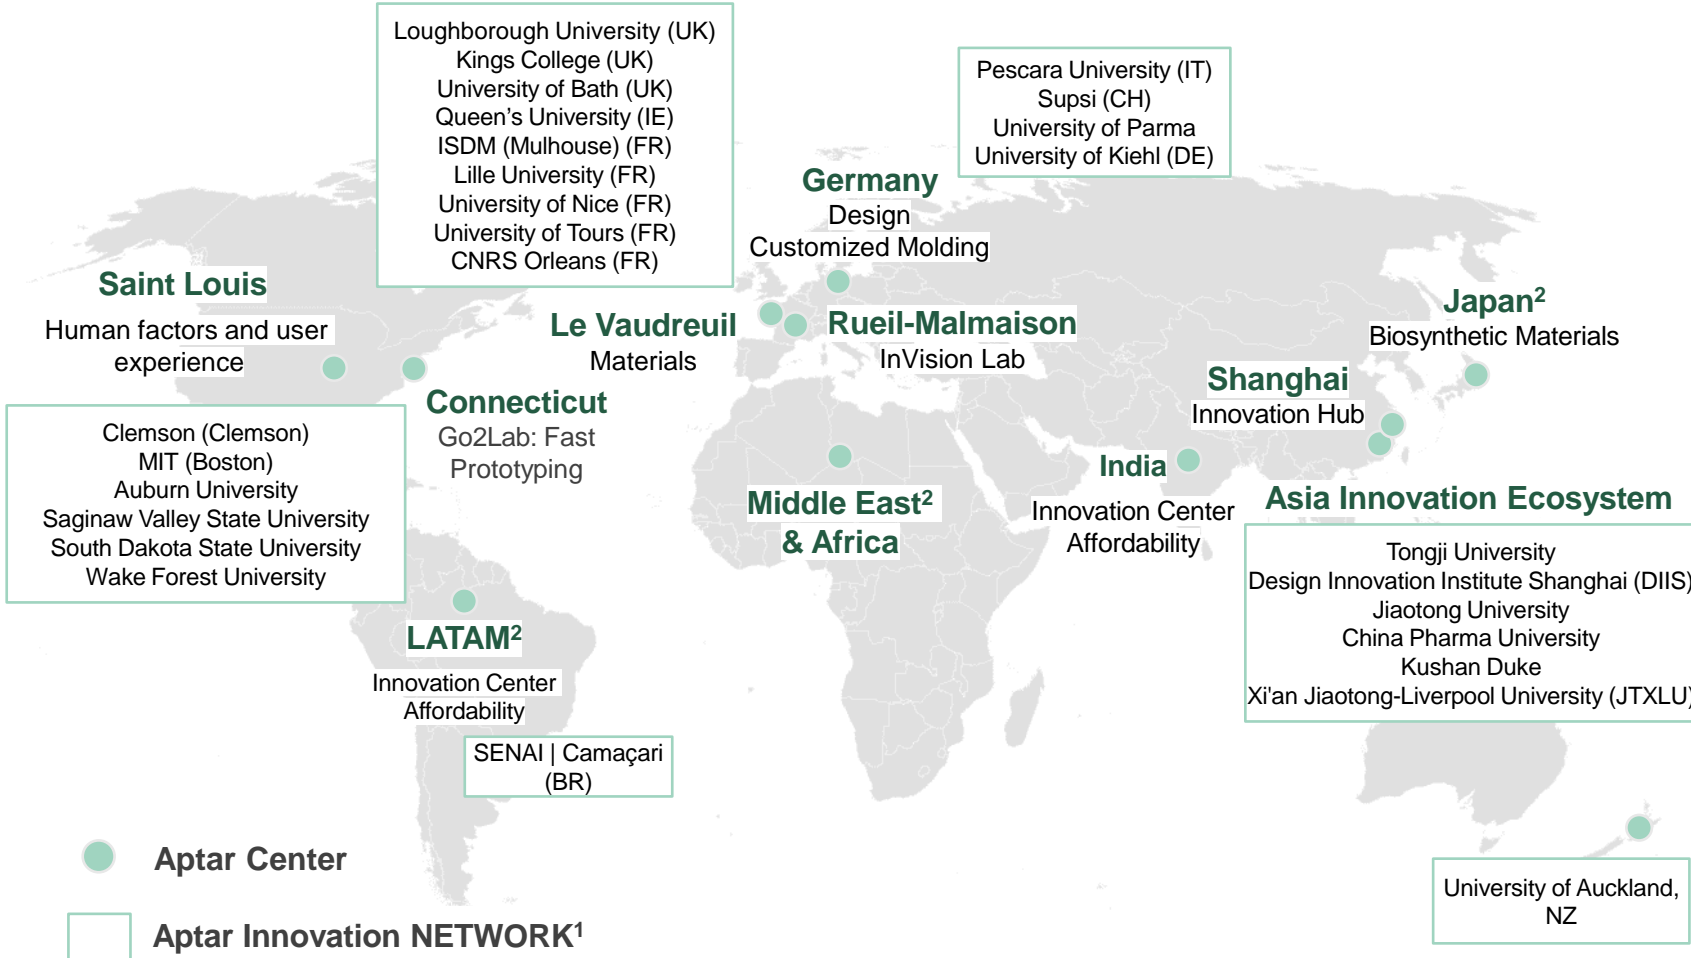 Loughborough University (UK)
Kings College (UK)
University of Bath (UK)
Queen’s University (IE)
ISDM (Mulhouse) (FR)
Lille University (FR)
University of Nice (FR)
University of Tours (FR)
CNRS Orleans (FR)
Pescara University (IT)
Supsi (CH)
University of Parma
University of Kiehl (DE)
Germany
Design
Customized Molding
Saint Louis
Human factors and user
experience
Le Vaudreuil
Materials
Rueil-Malmaison
InVision Lab
Japan²
Biosynthetic Materials
Shanghai
Innovation Hub
Connecticut
Go2Lab: Fast
Prototyping
Clemson (Clemson)
MIT (Boston)
Auburn University
Saginaw Valley State University
South Dakota State University
Wake Forest University
Middle East²
& Africa
India
Innovation Center
Affordability
Asia Innovation Ecosystem
Tongji University
Design Innovation Institute Shanghai (DIIS)
Jiaotong University
China Pharma University
Kushan Duke
Xi'an Jiaotong-Liverpool University (JTXLU)
LATAM²
Innovation Center
Affordability
SENAI | Camaçari
(BR)
University of Auckland,
NZ
Aptar Center
Aptar Innovation NETWORK¹